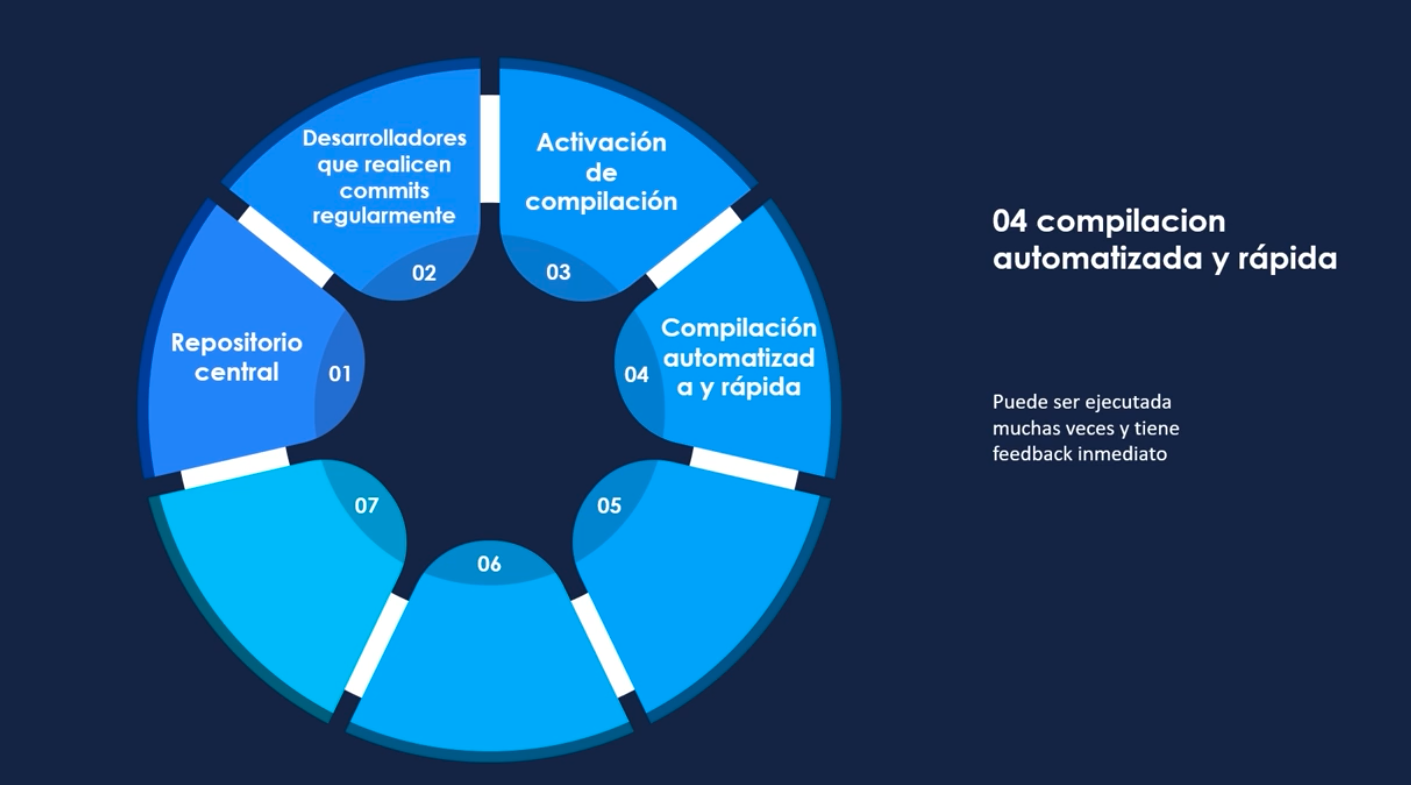 Desarrolladores
que realicen
commits
regularmente
02
Activación
de
compilación
03
Repositorio
central
01
Compilación
automatizad
a y rápida
04
05
06
07
04 compilacion
automatizada y rápida
Puede ser ejecutada
muchas veces y tiene
feedback inmediato